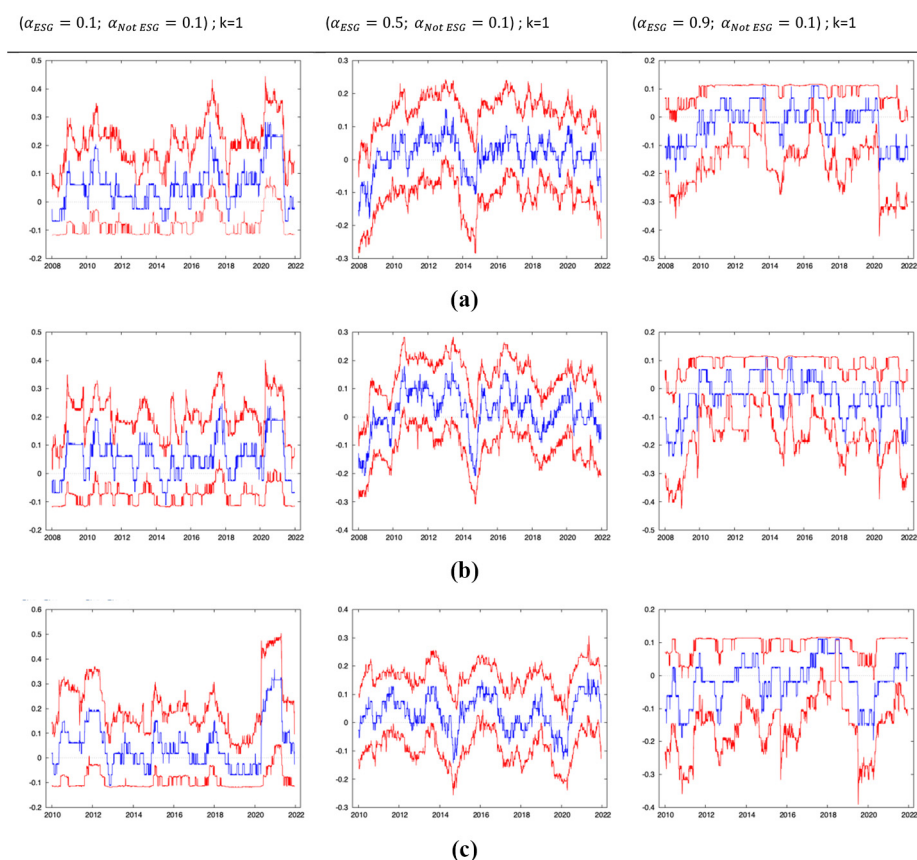 (α_ESG = 0.1; α_Not ESG = 0.1) ; k=1 (α_ESG = 0.5; α_Not ESG = 0.1) ; k=1 (α_ESG = 0.9; α_Not ESG = 0.1) ; k=1
0.5 0.4 0.3 0.2 0.1 0 -0.1 -0.2
2008 2010 2012 2014 2016 2018 2020 2022
0.3 0.2 0.1 0 -0.1 -0.2 -0.3
2008 2010 2012 2014 2016 2018 2020 2022
0.2 0.1 0 -0.1 -0.2 -0.3 -0.4 -0.5
2008 2010 2012 2014 2016 2018 2020 2022
(a)
0.5 0.4 0.3 0.2 0.1 0 -0.1 -0.2
2008 2010 2012 2014 2016 2018 2020 2022
0.3 0.2 0.1 0 -0.1 -0.2 -0.3 -0.4
2008 2010 2012 2014 2016 2018 2020 2022
0.2 0.1 0 -0.1 -0.2 -0.3 -0.4 -0.5
2008 2010 2012 2014 2016 2018 2020 2022
(b)
0.6 0.5 0.4 0.3 0.2 0.1 0 -0.1 -0.2
2010 2012 2014 2016 2018 2020 2022
0.4 0.3 0.2 0.1 0 -0.1 -0.2 -0.3
2010 2012 2014 2016 2018 2020 2022
0.2 0.1 0 -0.1 -0.2 -0.3 -0.4
2010 2012 2014 2016 2018 2020 2022
(c)